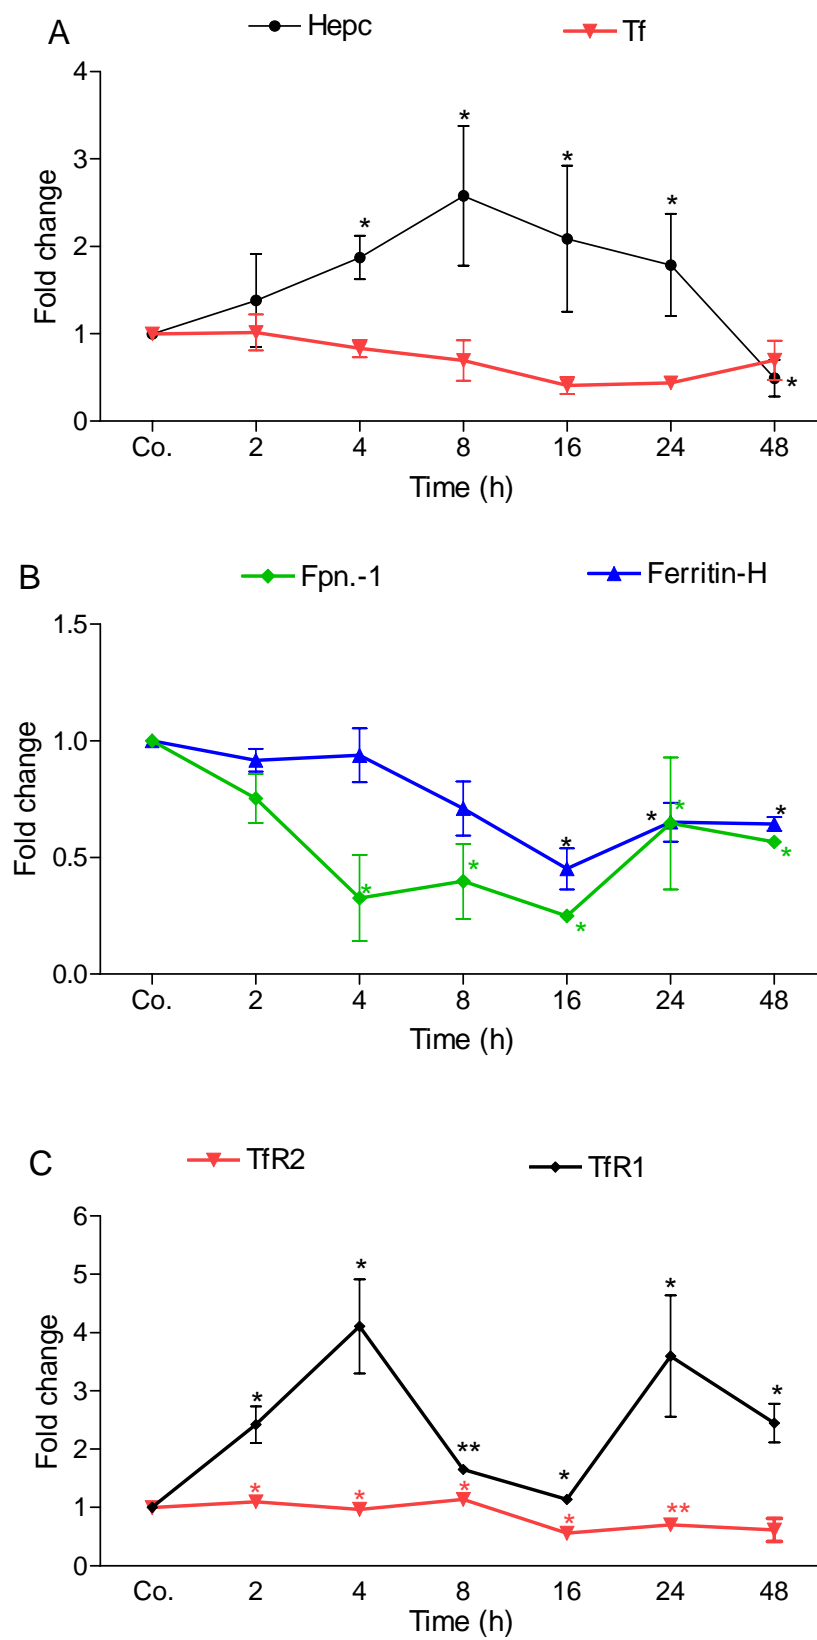 A
Hepc
Tf
4
3
2
1
0
Fold change
*
*
*
*
*
Co. 2 4 8 16 24 48
Time (h)
B
Fpn.-1
Ferritin-H
1.5
1.0
0.5
0.0
Fold change
*
*
*
*
*
*
*
*
Co. 2 4 8 16 24 48
Time (h)
C
TfR2
TfR1
6
5
4
3
2
1
0
Fold change
*
*
**
*
*
*
*
*
*
*
**
Co. 2 4 8 16 24 48
Time (h)